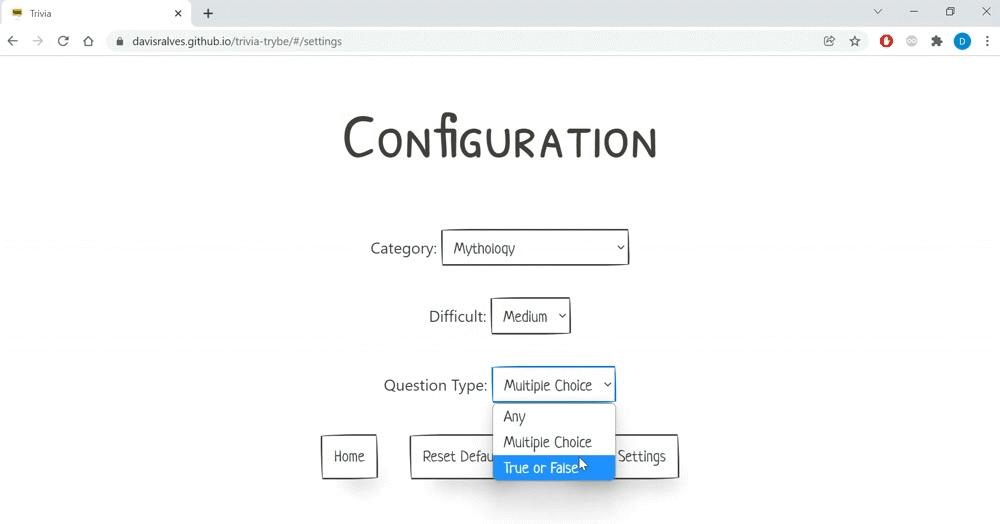 Trivia
davisralves.github.io/trivia-trybe/#/settings
D
Configuration
Category: Mythology
Difficult: Medium
Question Type: Multiple Choice
Any
Multiple Choice
True or False
Home
Reset Defau
Settings